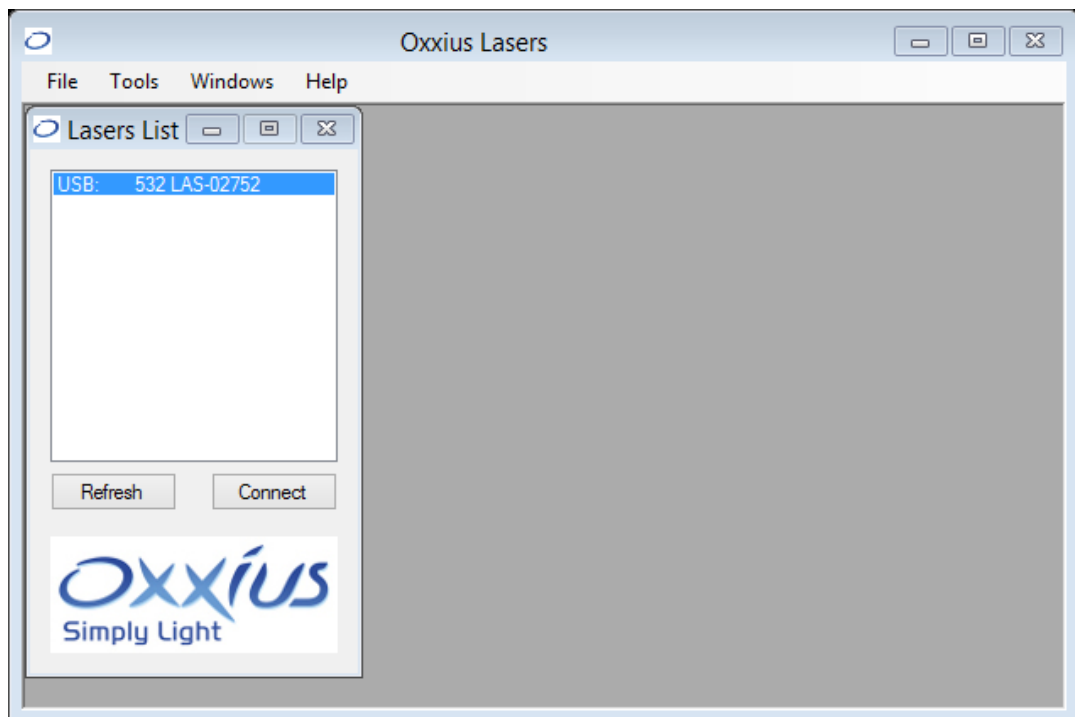 Oxxius Lasers
File Tools Windows Help
Lasers List
USB: 532 LAS-02752
Refresh Connect
Oxxius
Simply Light